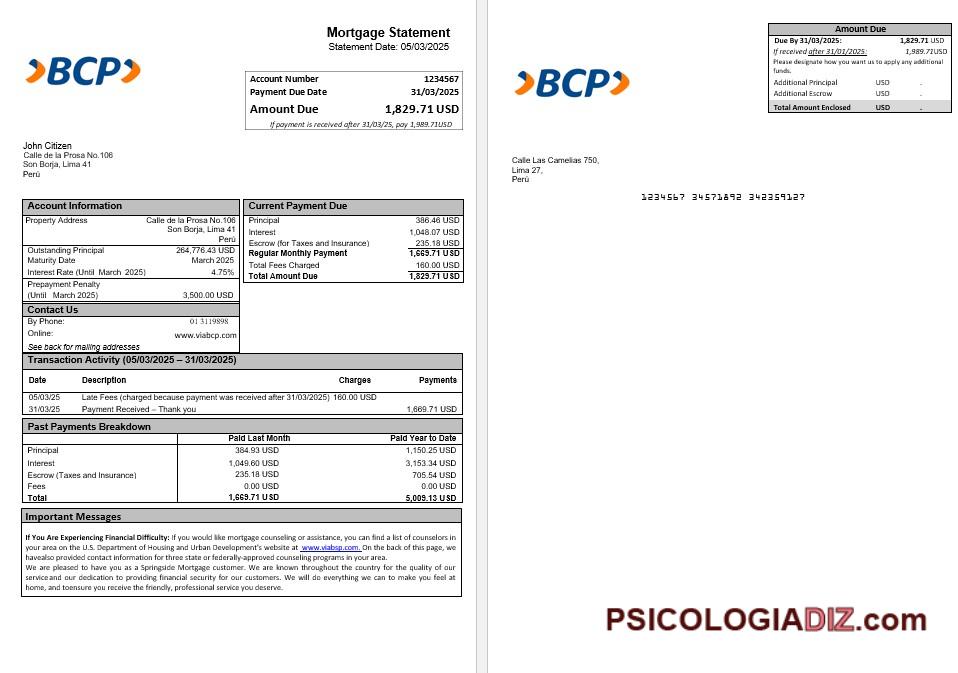 Mortgage Statement
Statement Date: 05/03/2025
BCP
Account Number 1234567
Payment Due Date 31/03/2025
Amount Due 1,829.71 USD
If payment is received after 31/03/25, pay 1,989.71USD
John Citizen
Calle de la Prosa No.106
San Borja, Lima 41
Perú
Account Information
Property Address Calle de la Prosa No.106
San Borja, Lima 41
Perú
Outstanding Principal 264,776.43 USD
Maturity Date March 2025
Interest Rate (Until March 2025) 4.75%
Prepayment Penalty
(Until March 2025) 3,500.00 USD
Contact Us
By Phone: 01 3119898
Online: www.viabcp.com
See back for mailing addresses
Current Payment Due
Principal 386.46 USD
Interest 1,048.07 USD
Escrow (for Taxes and Insurance) 235.18 USD
Regular Monthly Payment 1,669.71 USD
Total Fees Charged 160.00 USD
Total Amount Due 1,829.71 USD
Transaction Activity (05/03/2025 – 31/03/2025)
Date Description Charges Payments
05/03/25 Late Fees (charged because payment was received after 31/03/2025) 160.00 USD
31/03/25 Payment Received – Thank you 1,669.71 USD
Past Payments Breakdown
Paid Last Month Paid Year to Date
Principal 384.93 USD 1,150.25 USD
Interest 1,049.60 USD 3,153.34 USD
Escrow (Taxes and Insurance) 235.18 USD 705.54 USD
Fees 0.00 USD 0.00 USD
Total 1,669.71 USD 5,009.13 USD
Important Messages
If You Are Experiencing Financial Difficulty: If you would like mortgage counseling or assistance, you can find a list of counselors in
your area on the U.S. Department of Housing and Urban Development's website at www.viabsp.com. On the back of this page, we
havealso provided contact information for three state or federally-approved counseling programs in your area.
We are pleased to have you as a Springside Mortgage customer. We are known throughout the country for the quality of our
serviceand our dedication to providing financial security for our customers. We will do everything we can to make you feel at
home, and toensure you receive the friendly, professional service you deserve.
Amount Due
Due By 31/03/2025: 1,829.71 USD
If received after 31/01/2025: 1,989.71USD
Please designate how you want us to apply any additional
funds.
Additional Principal USD .
Additional Escrow USD .
Total Amount Enclosed USD .
BCP
Calle Las Camelias 750,
Lima 27,
Perú
1234567 34571892 342359127
PSICOLOGIADIZ.com